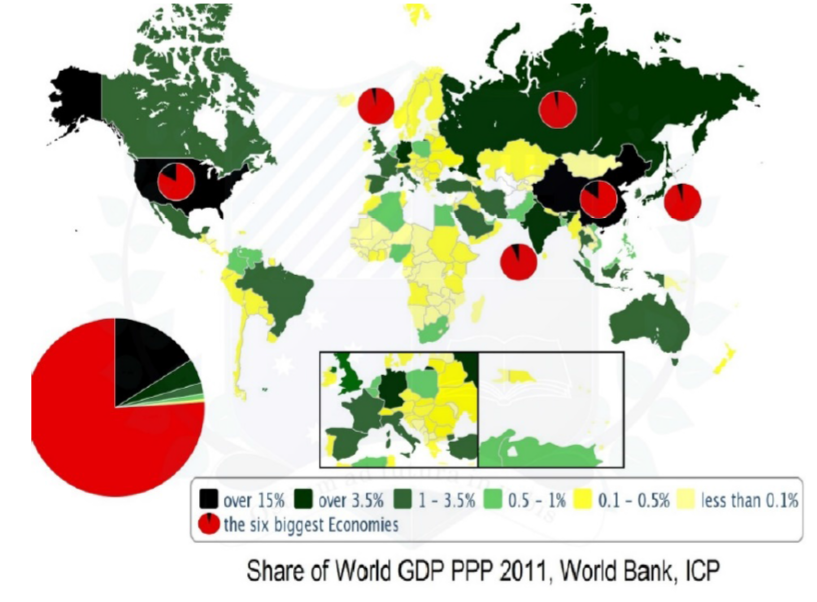 over 15% over 3.5% 1 - 3.5% 0.5 - 1% 0.1 - 0.5% less than 0.1%
the six biggest Economies
Share of World GDP PPP 2011, World Bank, ICP